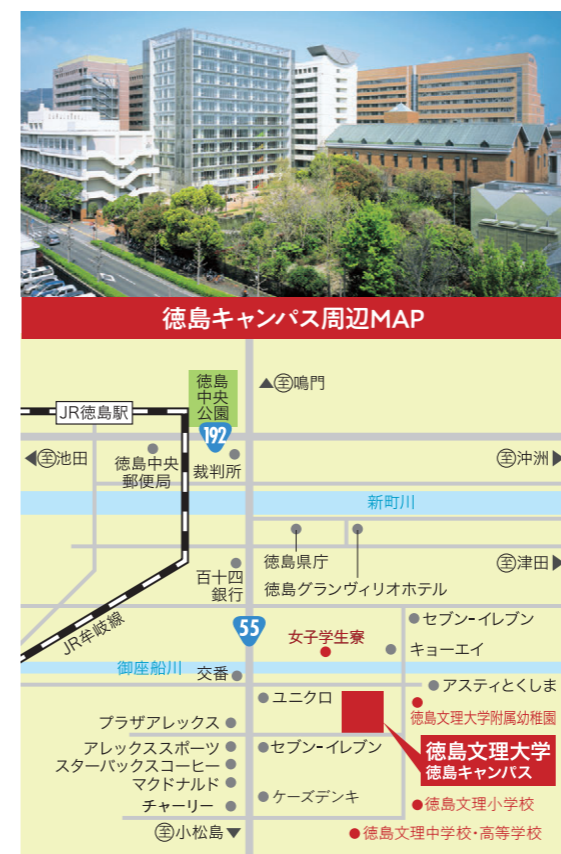 徳島キャンパス周辺MAP
徳島
中央
公園
▲至鳴門
JR徳島駅
192
◀至池田
徳島中央
郵便局
裁判所
至沖洲▶
新町川
徳島県庁
徳島グランヴィリオホテル
至津田▶
百十四
銀行
JR牟岐線
55
女子学生寮
セブン-イレブン
キョーエイ
御座船川
交番
アスティとくしま
ユニクロ
徳島文理大学附属幼稚園
プラザアレックス
アレックススポーツ
セブン-イレブン
徳島文理大学
徳島キャンパス
スターバックスコーヒー
マクドナルド
ケーズデンキ
チャーリー
徳島文理小学校
至小松島▼
徳島文理中学校・高等学校